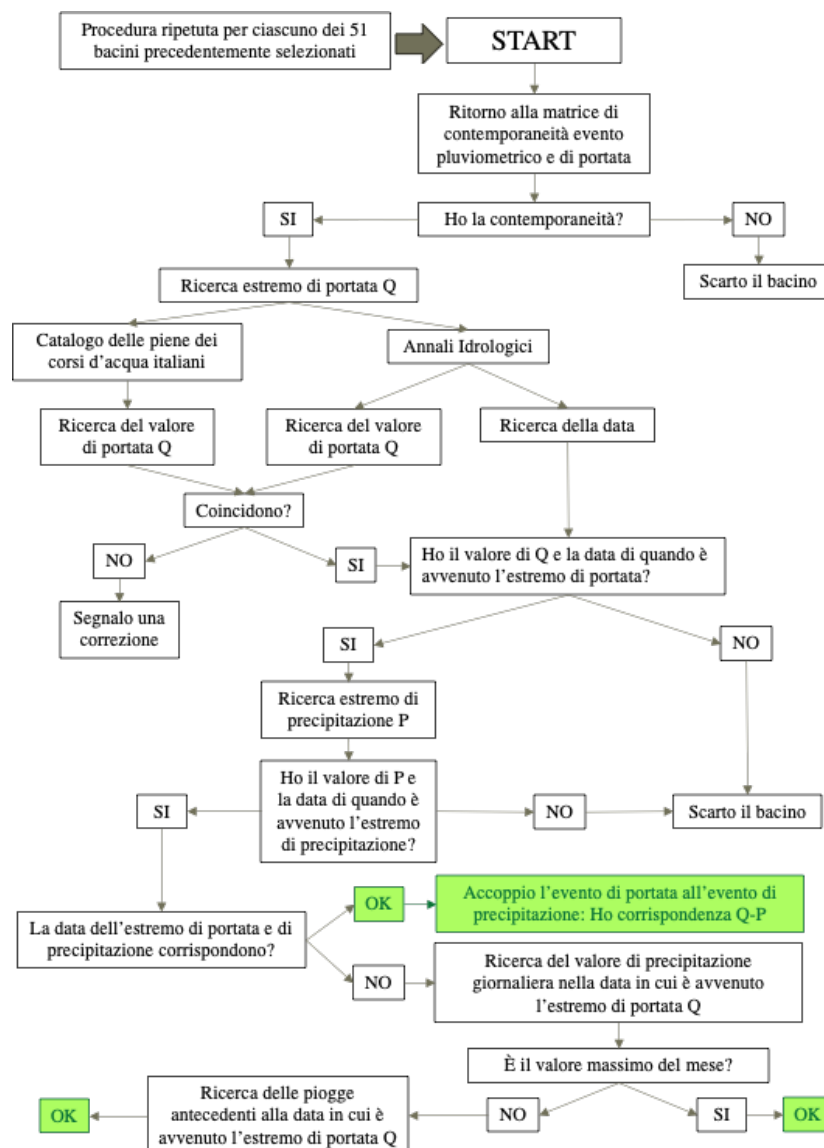 Procedura ripetuta per ciascuno dei 51
bacini precedentemente selezionati
START
Ritorno alla matrice di
contemporaneità evento
pluviometrico e di portata
SI
Ho la contemporaneità?
NO
Ricerca estremo di portata Q
Scarto il bacino
Catalogo delle piene dei
corsi d'acqua italiani
Annali Idrologici
Ricerca del valore
di portata Q
Ricerca del valore
di portata Q
Ricerca della data
Coincidono?
NO
SI
Ho il valore di Q e la data di quando è
avvenuto l'estremo di portata?
Segnalo una
correzione
SI
NO
Ricerca estremo di
precipitazione P
SI
Ho il valore di P e
la data di quando è
avvenuto l'estremo
di precipitazione?
NO
Scarto il bacino
La data dell'estremo di portata e di
precipitazione corrispondono?
OK
Accoppio l'evento di portata all'evento di
precipitazione: Ho corrispondenza Q-P
NO
Ricerca del valore di precipitazione
giornaliera nella data in cui è avvenuto
l'estremo di portata Q
È il valore massimo del mese?
OK
Ricerca delle piogge
antecedenti alla data in cui è
avvenuto l'estremo di portata Q
NO
SI
OK